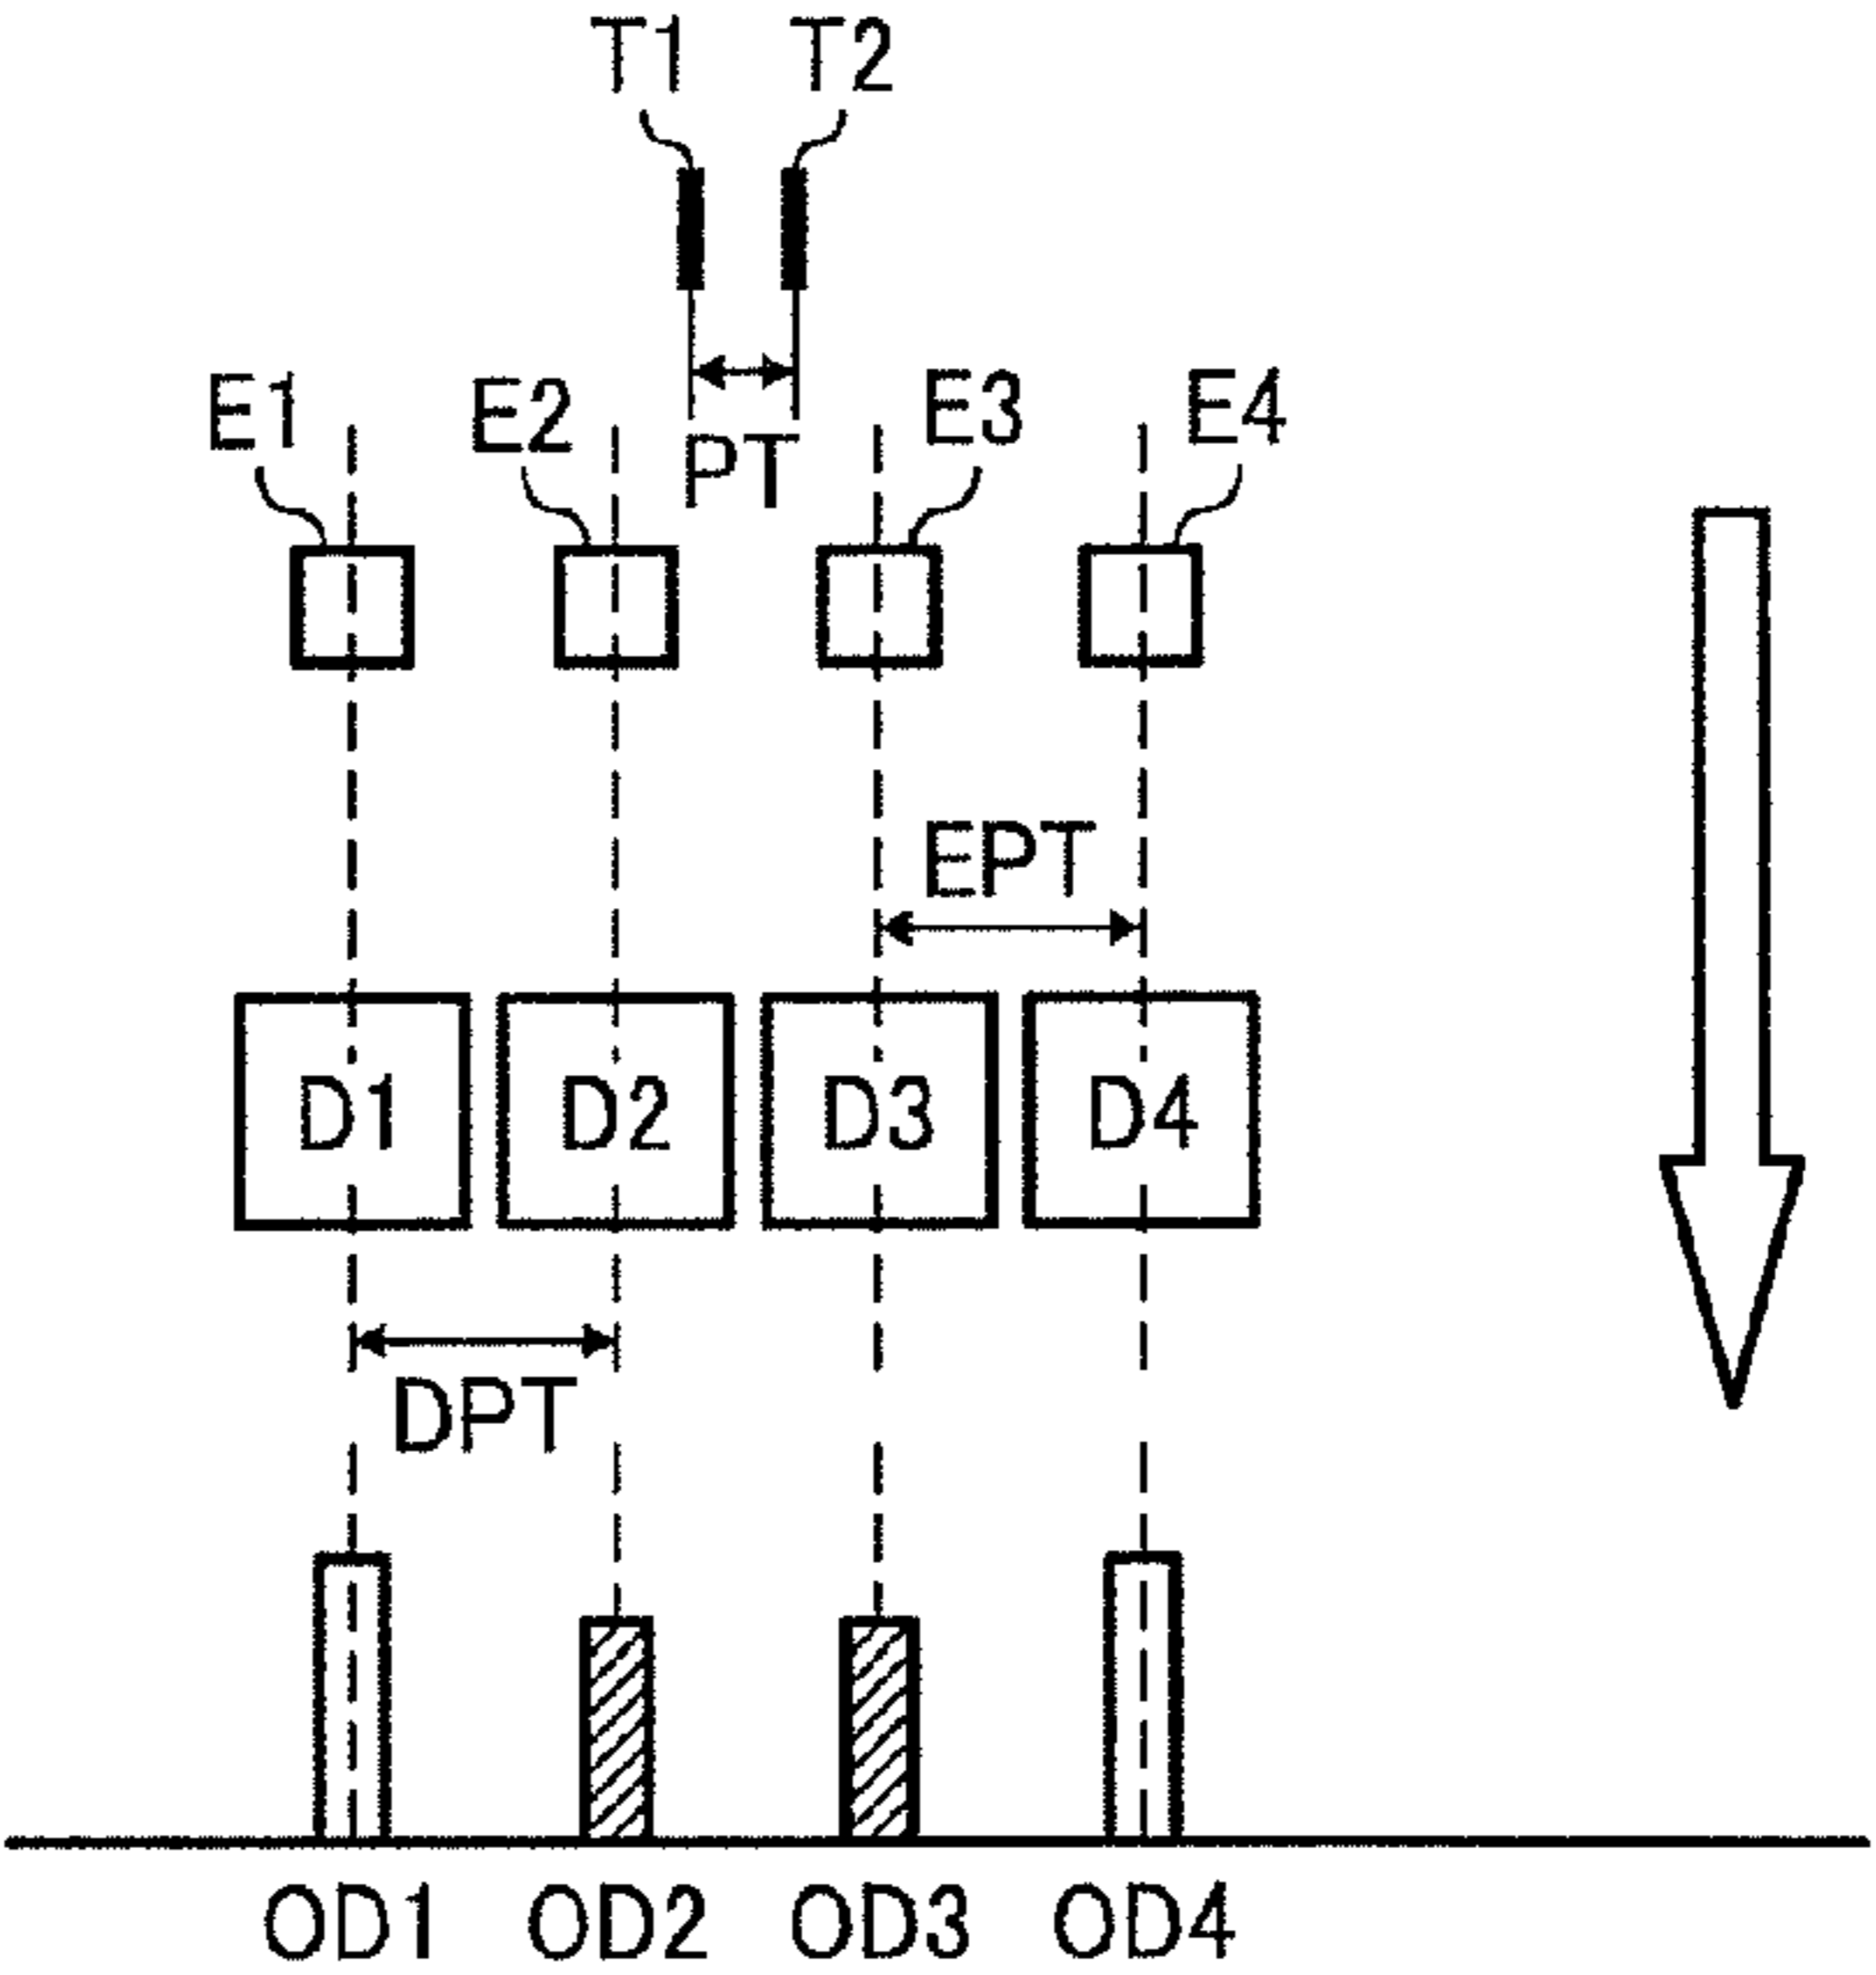 T1 T2
E1 E2 PT E3 E4
EPT
D1 D2 D3 D4
DPT
OD1 OD2 OD3 OD4